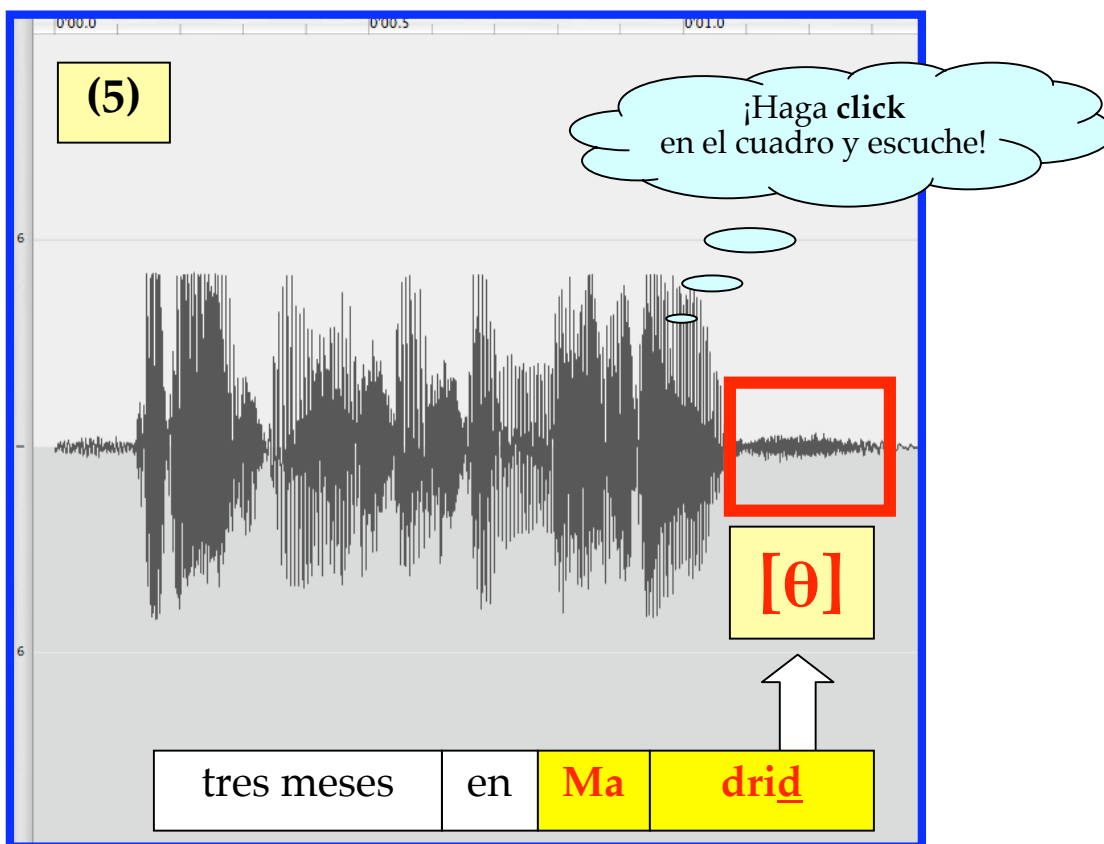 0'00.0 0'00.5 0'01.0
(5)
¡Haga click
en el cuadro y escuche!
6
6
[θ]
tres meses en Ma drid